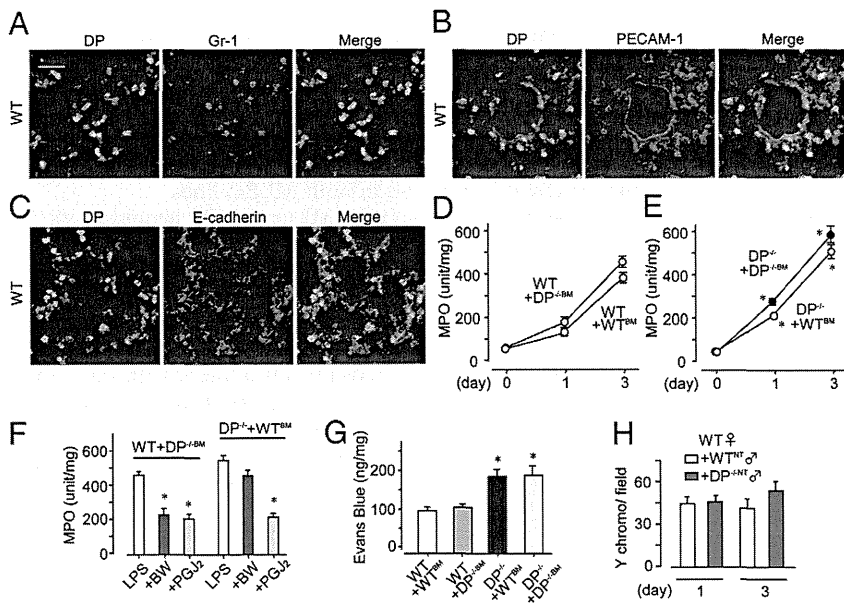 A
DP Gr-1 Merge
WT
B
DP PECAM-1 Merge
WT
C
DP E-cadherin Merge
WT
D
MPO (unit/mg)
600
400
200
0
WT
+DP-/-BM
WT
+WTBM
(day) 0 1 3
E
MPO (unit/mg)
600
400
200
0
DP-/-
+DP-/-BM
DP-/-
+WTBM
* * * *
(day) 0 1 3
F
MPO (unit/mg)
600
400
200
0
WT+DP-/-BM
DP-/-+WTBM
* * *
LPS +BW +PGJ2 LPS +BW +PGJ2
G
Evans Blue (ng/mg)
200
100
0
* *
WT +WTBM
WT +DP-/-BM
DP-/- +WTBM
DP-/- +DP-/-BM
H
WT♀
+WTNT♂
+DP-/-NT♂
Y chromo/ field
60
30
0
(day) 1 3